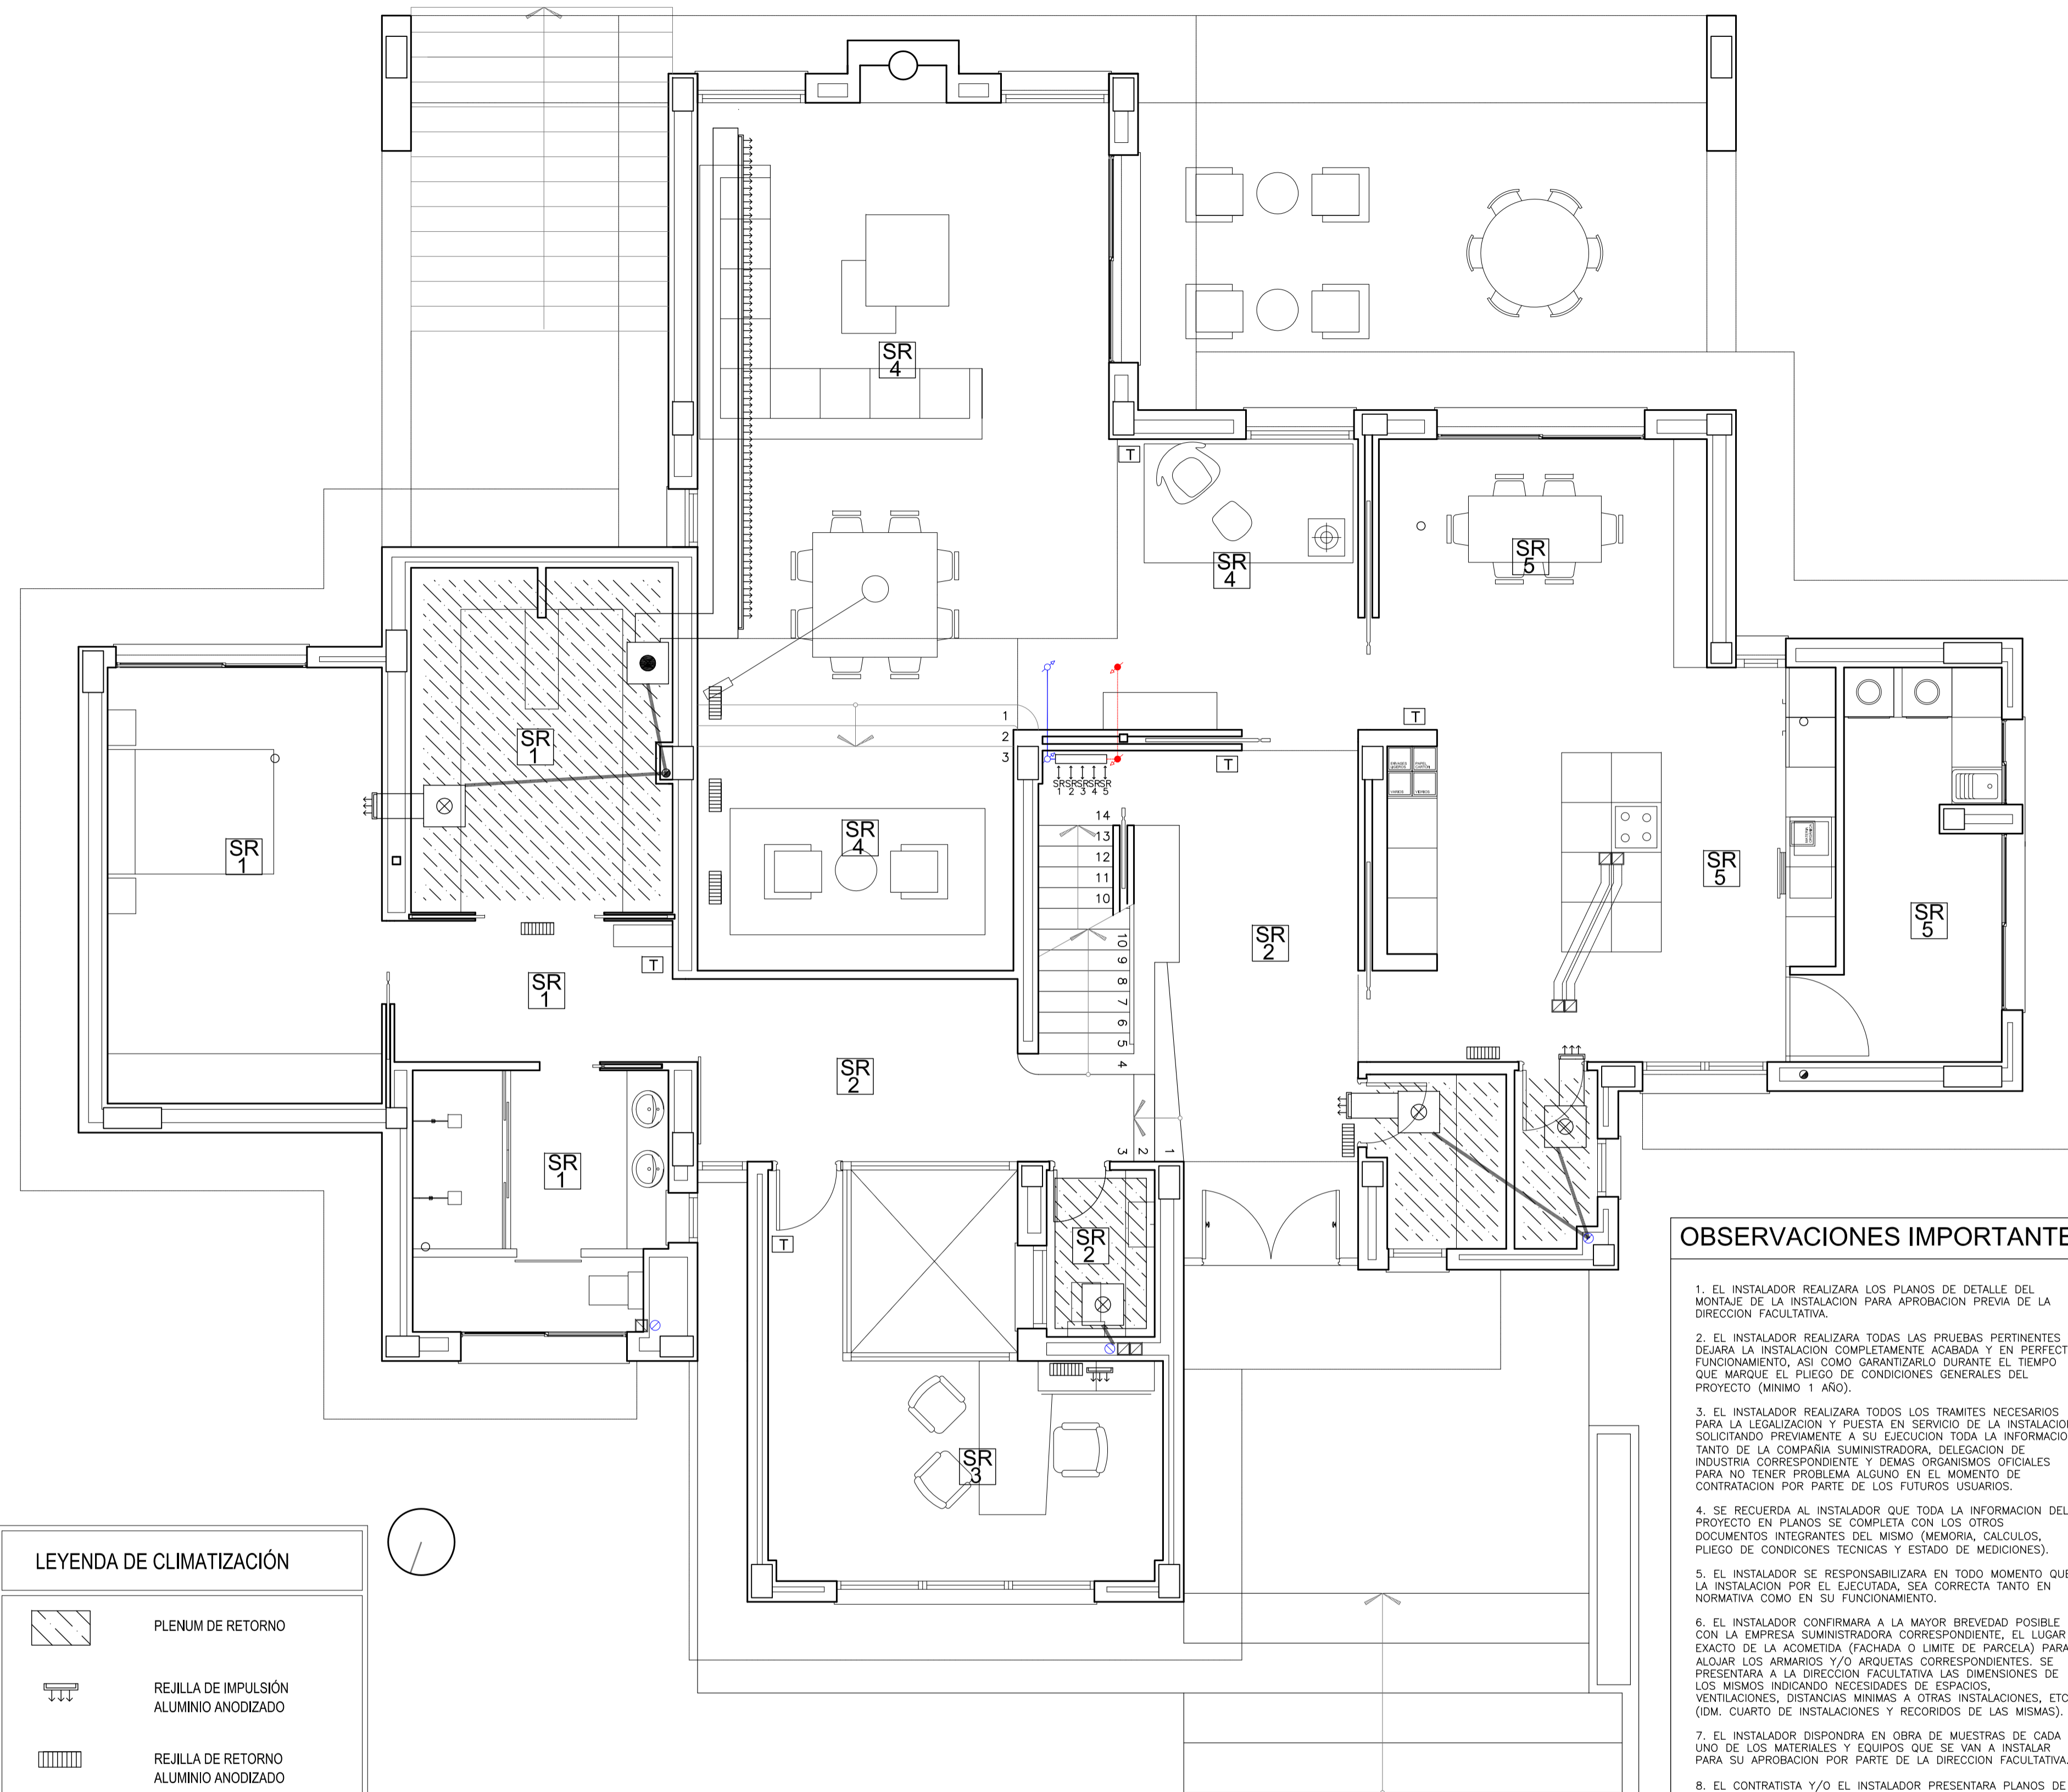 SR
4
T
SR
4
SR
5
SR
1
1
2
3
T
T
SR SR SR SR SR
1 2 3 4 5
SR
4
SR
1
14
13
12
11
10
10
9
8
7
6
5
4
3
2
1
VARIOS
VIDRIOS
PAPEL
CARTON
SR
5
SR
5
SR
2
T
SR
1
SR
2
SR
1
T
SR
2
SR
3
LEYENDA DE CLIMATIZACIÓN
PLENUM DE RETORNO
REJILLA DE IMPULSIÓN
ALUMINIO ANODIZADO
REJILLA DE RETORNO
ALUMINIO ANODIZADO
OBSERVACIONES IMPORTANTE
1. EL INSTALADOR REALIZARA LOS PLANOS DE DETALLE DEL
MONTAJE DE LA INSTALACION PARA APROBACION PREVIA DE LA
DIRECCION FACULTATIVA.
2. EL INSTALADOR REALIZARA TODAS LAS PRUEBAS PERTINENTES
DEJARA LA INSTALACION COMPLETAMENTE ACABADA Y EN PERFECT
FUNCIONAMIENTO, ASI COMO GARANTIZARLO DURANTE EL TIEMPO
QUE MARQUE EL PLIEGO DE CONDICIONES GENERALES DEL
PROYECTO (MINIMO 1 AÑO).
3. EL INSTALADOR REALIZARA TODOS LOS TRAMITES NECESARIOS
PARA LA LEGALIZACION Y PUESTA EN SERVICIO DE LA INSTALACION
SOLICITANDO PREVIAMENTE A SU EJECUCION TODA LA INFORMACIO
TANTO DE LA COMPAÑIA SUMINISTRADORA, DELEGACION DE
INDUSTRIA CORRESPONDIENTE Y DEMAS ORGANISMOS OFICIALES
PARA NO TENER PROBLEMA ALGUNO EN EL MOMENTO DE
CONTRATACION POR PARTE DE LOS FUTUROS USUARIOS.
4. SE RECUERDA AL INSTALADOR QUE TODA LA INFORMACION DEL
PROYECTO EN PLANOS SE COMPLETA CON LOS OTROS
DOCUMENTOS INTEGRANTES DEL MISMO (MEMORIA, CALCULOS,
PLIEGO DE CONDICONES TECNICAS Y ESTADO DE MEDICIONES).
5. EL INSTALADOR SE RESPONSABILIZARA EN TODO MOMENTO QUE
LA INSTALACION POR EL EJECUTADA, SEA CORRECTA TANTO EN
NORMATIVA COMO EN SU FUNCIONAMIENTO.
6. EL INSTALADOR CONFIRMARA A LA MAYOR BREVEDAD POSIBLE
CON LA EMPRESA SUMINISTRADORA CORRESPONDIENTE, EL LUGAR
EXACTO DE LA ACOMETIDA (FACHADA O LIMITE DE PARCELA) PARA
ALOJAR LOS ARMARIOS Y/O ARQUETAS CORRESPONDIENTES. SE
PRESENTARA A LA DIRECCION FACULTATIVA LAS DIMENSIONES DE
LOS MISMOS INDICANDO NECESIDADES DE ESPACIOS,
VENTILACIONES, DISTANCIAS MINIMAS A OTRAS INSTALACIONES, ETC
(IDM. CUARTO DE INSTALACIONES Y RECORIDOS DE LAS MISMAS).
7. EL INSTALADOR DISPONDRA EN OBRA DE MUESTRAS DE CADA
UNO DE LOS MATERIALES Y EQUIPOS QUE SE VAN A INSTALAR
PARA SU APROBACION POR PARTE DE LA DIRECCION FACULTATIVA.
8. EL CONTRATISTA Y/O EL INSTALADOR PRESENTARA PLANOS DE